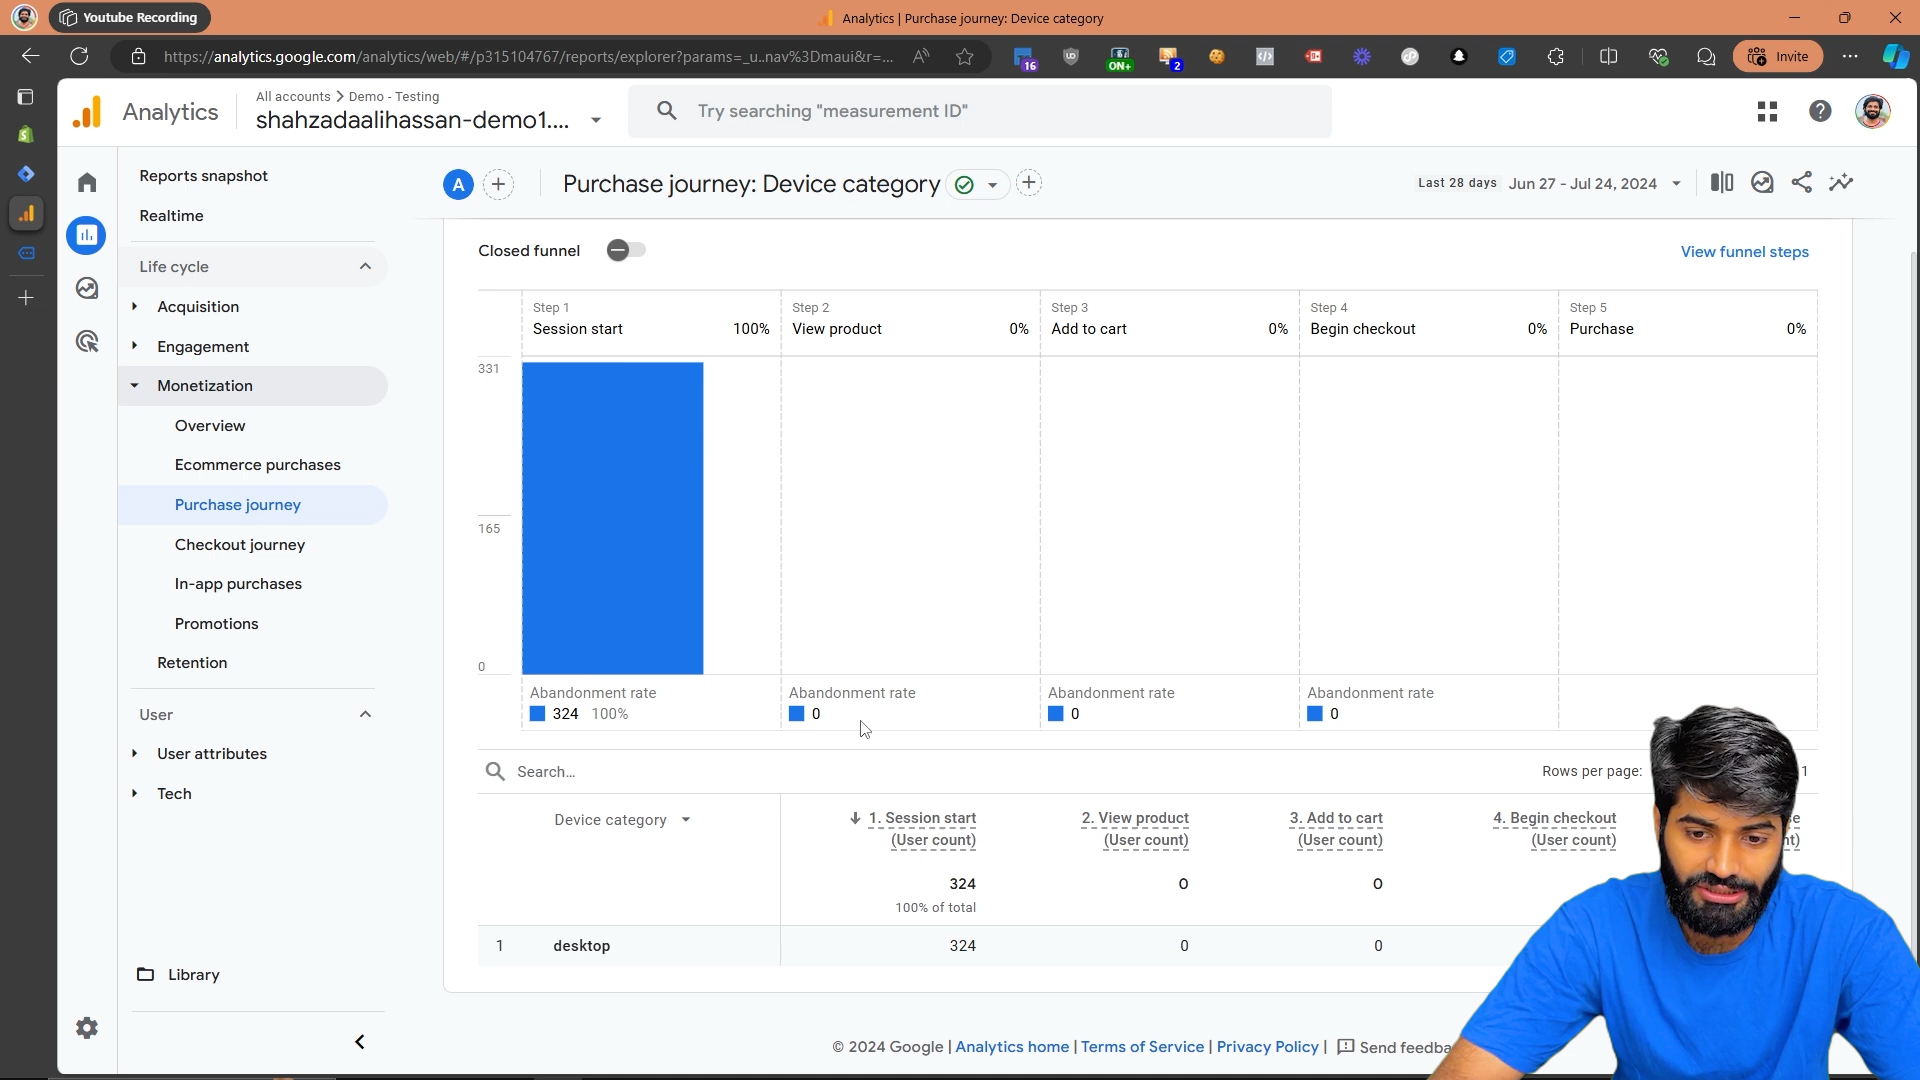 Youtube Recording
Analytics | Purchase journey: Device category
https://analytics.google.com/analytics/web/#/p315104767/reports/explorer?params=_u..nav%3Dmaui&r=...
16
ON+
2
Invite
Analytics
All accounts > Demo - Testing
shahzadaalihassan-demo1....
Try searching "measurement ID"
Reports snapshot
Realtime
Life cycle
Acquisition
Engagement
Monetization
Overview
Ecommerce purchases
Purchase journey
Checkout journey
In-app purchases
Promotions
Retention
User
User attributes
Tech
Library
A
Purchase journey: Device category
Last 28 days Jun 27 - Jul 24, 2024
Closed funnel
View funnel steps
Step 1
Session start 100%
Step 2
View product 0%
Step 3
Add to cart 0%
Step 4
Begin checkout 0%
Step 5
Purchase 0%
331
165
0
Abandonment rate
324 100%
Abandonment rate
0
Abandonment rate
0
Abandonment rate
0
Search...
Rows per page:
1
Device category
1. Session start
(User count)
2. View product
(User count)
3. Add to cart
(User count)
4. Begin checkout
(User count)
324 0 0
100% of total
1 desktop 324 0 0
© 2024 Google | Analytics home | Terms of Service | Privacy Policy | Send feedba